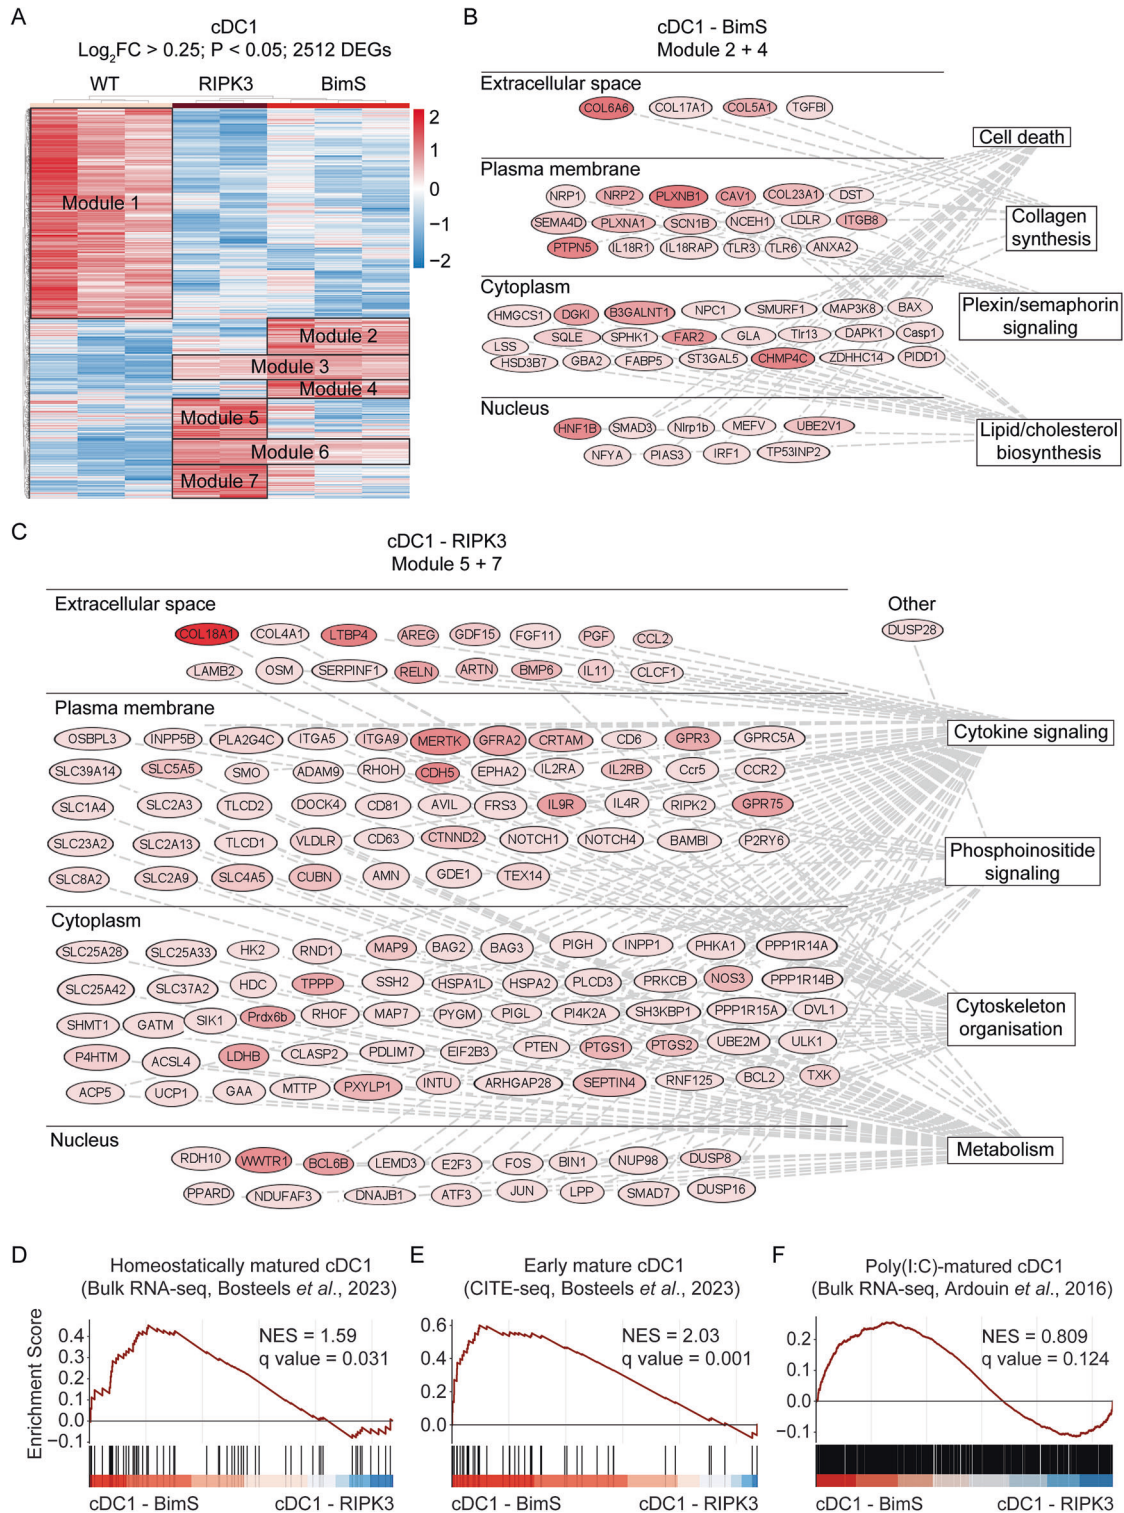 A
cDC1
Log2FC > 0.25; P < 0.05; 2512 DEGs
WT RIPK3 BimS
Module 1
Module 2
Module 3
Module 4
Module 5
Module 6
Module 7
2
1
0
−1
−2
B
cDC1 - BimS
Module 2 + 4
Extracellular space
COL6A6 COL17A1 COL5A1 TGFBI
Plasma membrane
NRP1 NRP2 PLXNB1 CAV1 COL23A1 DST
SEMA4D PLXNA1 SCN1B NCEH1 LDLR ITGB8
PTPN5 IL18R1 IL18RAP TLR3 TLR6 ANXA2
Cytoplasm
HMGCS1 DGKI B3GALNT1 NPC1 SMURF1 MAP3K8 BAX
LSS SQLE SPHK1 FAR2 GLA Tlr13 DAPK1 Casp1
HSD3B7 GBA2 FABP5 ST3GAL5 CHMP4C ZDHHC14 PIDD1
Nucleus
HNF1B SMAD3 Nlrp1b MEFV UBE2V1
NFYA PIAS3 IRF1 TP53INP2
Cell death
Collagen
synthesis
Plexin/semaphorin
signaling
Lipid/cholesterol
biosynthesis
C
cDC1 - RIPK3
Module 5 + 7
Extracellular space
COL18A1 COL4A1 LTBP4 AREG GDF15 FGF11 PGF CCL2
LAMB2 OSM SERPINF1 RELN ARTN BMP6 IL11 CLCF1
Other
DUSP28
Plasma membrane
OSBPL3 INPP5B PLA2G4C ITGA5 ITGA9 MERTK GFRA2 CRTAM CD6 GPR3 GPRC5A
SLC39A14 SLC5A5 SMO ADAM9 RHOH CDH5 EPHA2 IL2RA IL2RB Ccr5 CCR2
SLC1A4 SLC2A3 TLCD2 DOCK4 CD81 AVIL FRS3 IL9R IL4R RIPK2 GPR75
SLC23A2 SLC2A13 TLCD1 VLDLR CD63 CTNND2 NOTCH1 NOTCH4 BAMBI P2RY6
SLC8A2 SLC2A9 SLC4A5 CUBN AMN GDE1 TEX14
Cytoplasm
SLC25A28 SLC25A33 HK2 RND1 MAP9 BAG2 BAG3 PIGH INPP1 PHKA1 PPP1R14A
SLC25A42 SLC37A2 HDC TPPP SSH2 HSPA1L HSPA2 PLCD3 PRKCB NOS3 PPP1R14B
SHMT1 GATM SIK1 Prdx6b RHOF MAP7 PYGM PIGL PI4K2A SH3KBP1 PPP1R15A DVL1
P4HTM ACSL4 LDHB CLASP2 PDLIM7 EIF2B3 PTEN PTGS1 PTGS2 UBE2M ULK1
ACP5 UCP1 GAA MTTP PXYLP1 INTU ARHGAP28 SEPTIN4 RNF125 BCL2 TXK
Nucleus
RDH10 WWTR1 BCL6B LEMD3 E2F3 FOS BIN1 NUP98 DUSP8
PPARD NDUFAF3 DNAJB1 ATF3 JUN LPP SMAD7 DUSP16
Cytokine signaling
Phosphoinositide
signaling
Cytoskeleton
organisation
Metabolism
D
Homeostatically matured cDC1
(Bulk RNA-seq, Bosteels et al., 2023)
Enrichment Score
0.4
0.3
0.2
0.1
0.0
−0.1
NES = 1.59
q value = 0.031
cDC1 - BimS cDC1 - RIPK3
E
Early mature cDC1
(CITE-seq, Bosteels et al., 2023)
0.6
0.4
0.2
0.0
NES = 2.03
q value = 0.001
cDC1 - BimS cDC1 - RIPK3
F
Poly(I:C)-matured cDC1
(Bulk RNA-seq, Ardouin et al., 2016)
0.2
0.1
0.0
−0.1
NES = 0.809
q value = 0.124
cDC1 - BimS cDC1 - RIPK3